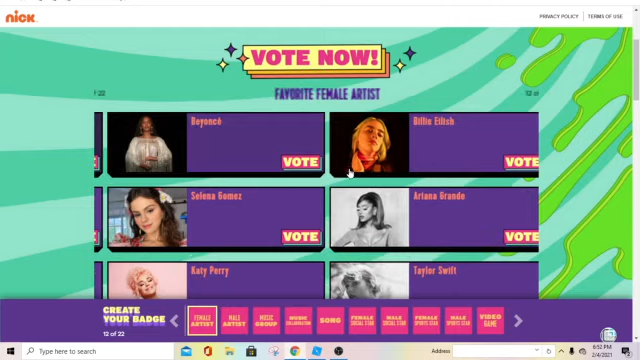 nick.
PRIVACY POLICY | TERMS OF USE
VOTE NOW!
FAVORITE FEMALE ARTIST
f 22
12 of
Beyoncé
VOTE
Billie Eilish
VOTE
Selena Gomez
VOTE
Ariana Grande
VOTE
Katy Perry
Taylor Swift
CREATE
YOUR BADGE
12 OF 22
FEMALE
ARTIST
MALE
ARTIST
MUSIC
GROUP
MUSIC
COLLABORATION
SONG
FEMALE
SOCIAL STAR
MALE
SOCIAL STAR
FEMALE
SPORTS STAR
MALE
SPORTS STAR
VIDEO
GAME
Type here to search
Address
6:52 PM
2/4/2021